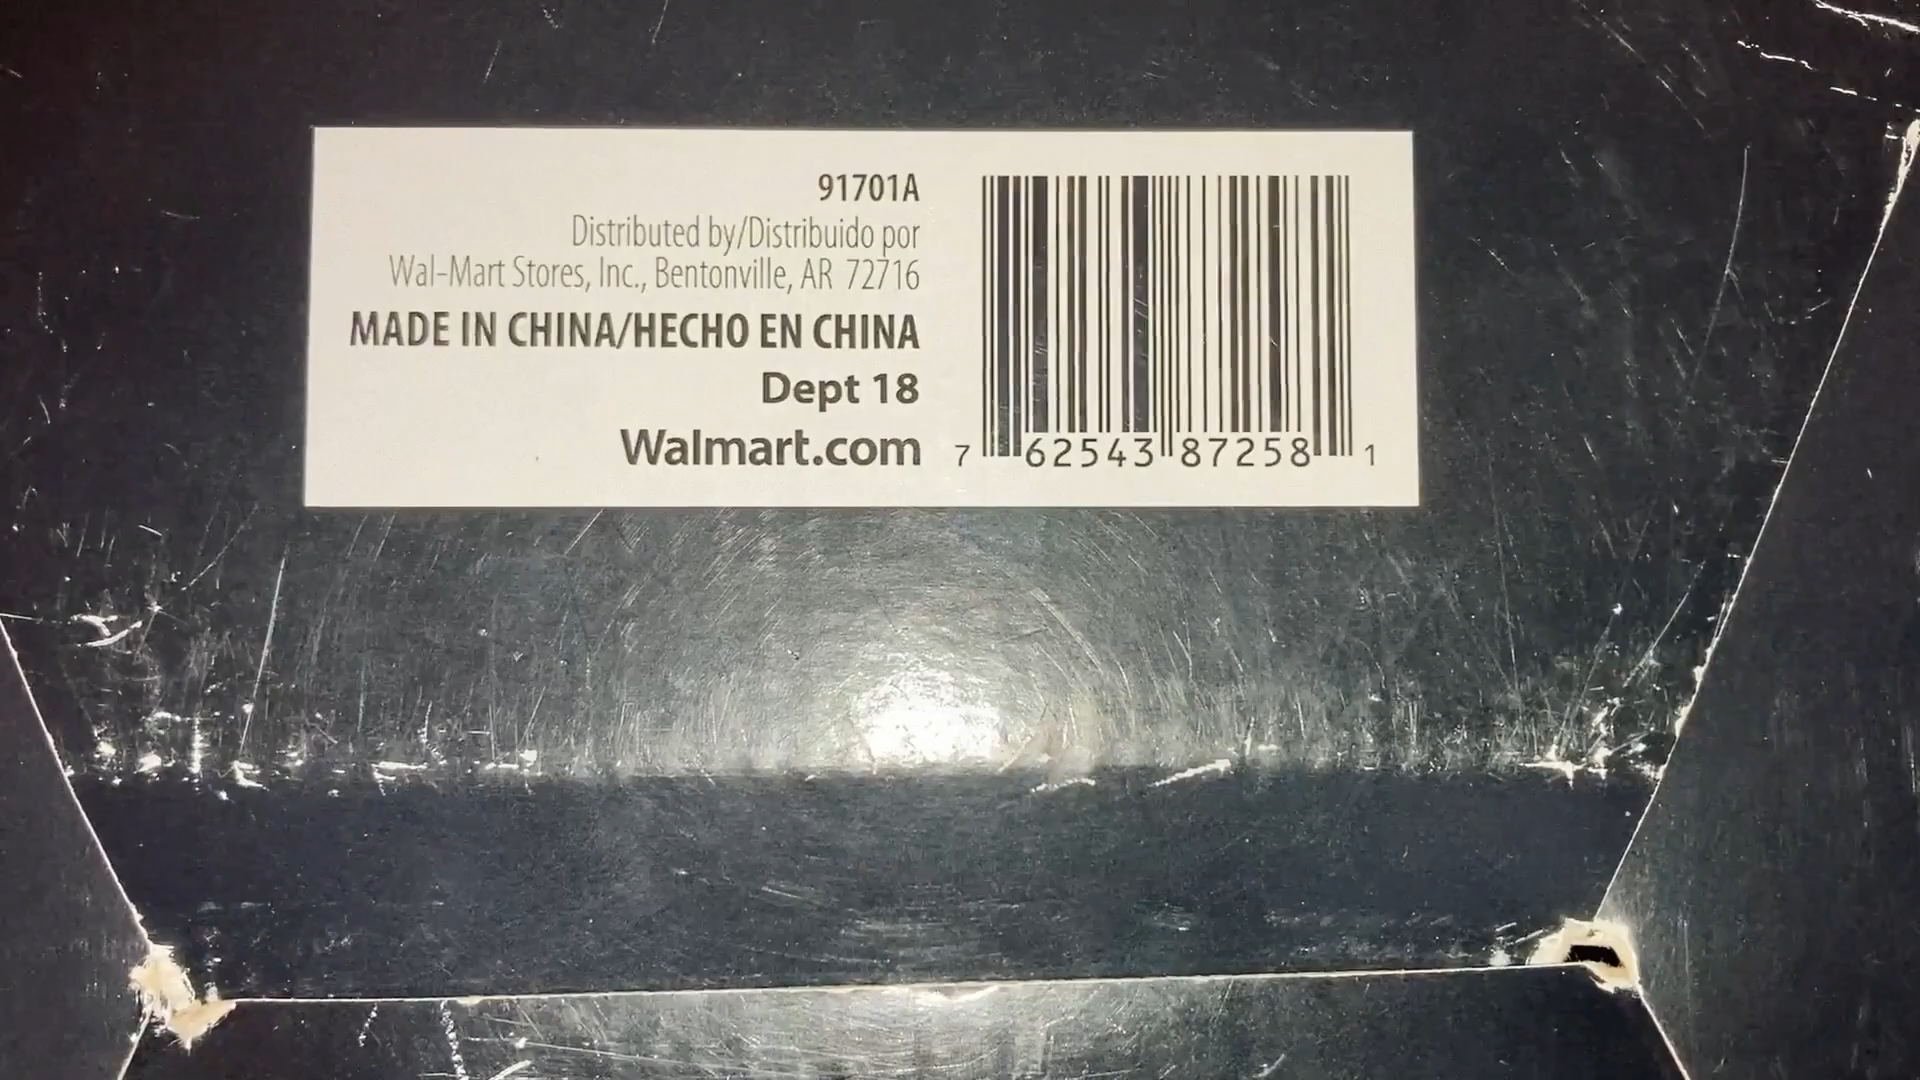 91701A
Distributed by/Distribuido por
Wal-Mart Stores, Inc., Bentonville, AR 72716
MADE IN CHINA/HECHO EN CHINA
Dept 18
Walmart.com
7 62543 87258 1